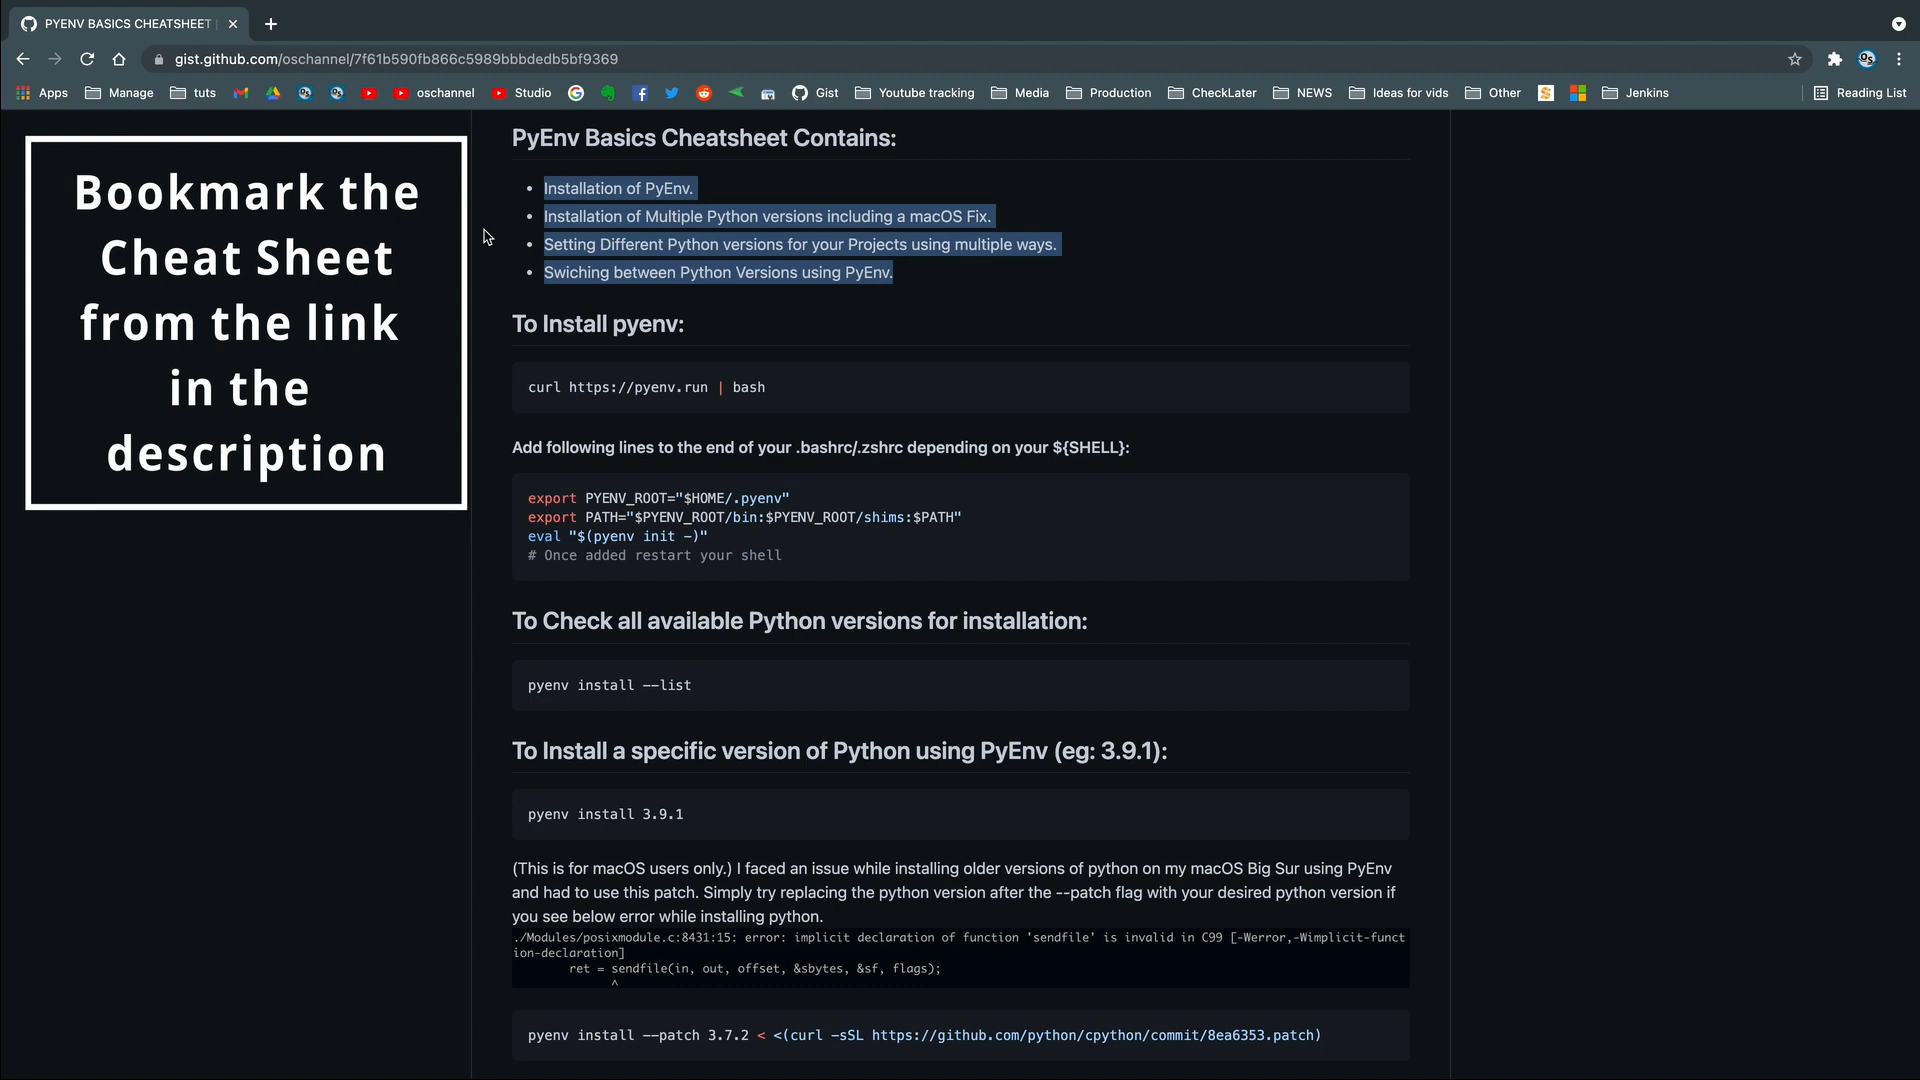 PYENV BASICS CHEATSHEET |
gist.github.com/oschannel/7f61b590fb866c5989bbbdedb5bf9369
Apps Manage tuts oschannel Studio Gist Youtube tracking Media Production CheckLater NEWS Ideas for vids Other Jenkins Reading List
Bookmark the
Cheat Sheet
from the link
in the
description
PyEnv Basics Cheatsheet Contains:
• Installation of PyEnv.
• Installation of Multiple Python versions including a macOS Fix.
• Setting Different Python versions for your Projects using multiple ways.
• Swiching between Python Versions using PyEnv.
To Install pyenv:
curl https://pyenv.run | bash
Add following lines to the end of your .bashrc/.zshrc depending on your ${SHELL}:
export PYENV_ROOT="$HOME/.pyenv"
export PATH="$PYENV_ROOT/bin:$PYENV_ROOT/shims:$PATH"
eval "$(pyenv init -)"
# Once added restart your shell
To Check all available Python versions for installation:
pyenv install --list
To Install a specific version of Python using PyEnv (eg: 3.9.1):
pyenv install 3.9.1
(This is for macOS users only.) I faced an issue while installing older versions of python on my macOS Big Sur using PyEnv
and had to use this patch. Simply try replacing the python version after the --patch flag with your desired python version if
you see below error while installing python.
./Modules/posixmodule.c:8431:15: error: implicit declaration of function 'sendfile' is invalid in C99 [-Werror,-Wimplicit-funct
ion-declaration]
ret = sendfile(in, out, offset, &sbytes, &sf, flags);
^
pyenv install --patch 3.7.2 < <(curl -sSL https://github.com/python/cpython/commit/8ea6353.patch)